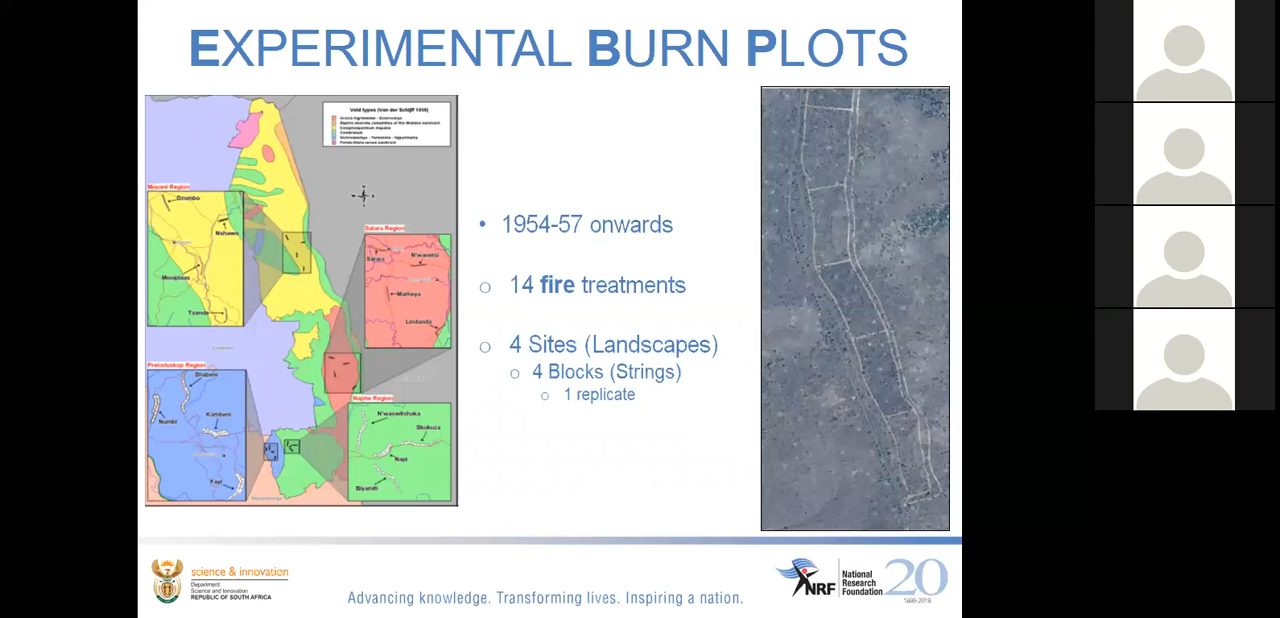 EXPERIMENTAL BURN PLOTS
Veld types (Van der Schijff 1958)
Combretum
Mopani Region
Dzombo
Nshawu
Mooiplaas
Tsende
Satara Region
Satara
N'wanetsi
Marheya
Lindanda
Pretoriuskop Region
Shabeni
Numbi
Kambeni
Fayi
Naphe Region
N'waswitshaka
Skukuza
Napi
Biyamiti
• 1954-57 onwards
o 14 fire treatments
o 4 Sites (Landscapes)
o 4 Blocks (Strings)
o 1 replicate
science & innovation
Department:
Science and Innovation
REPUBLIC OF SOUTH AFRICA
Advancing knowledge. Transforming lives. Inspiring a nation.
NRF
National
Research
Foundation
20